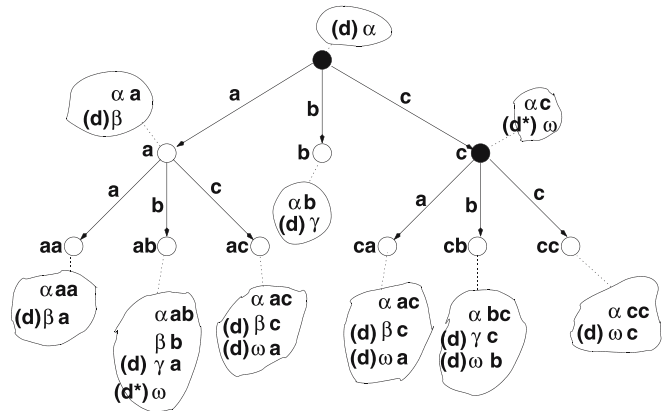 (d) α
a
b
c
α a
(d) β
α c
(d*) ω
a
b
c
a
b
c
α b
(d) γ
a
b
c
aa
ab
ac
ca
cb
cc
α aa
(d) β a
α ab
β b
(d) γ a
(d*) ω
α ac
(d) β c
(d) ω a
α ac
(d) β c
(d) ω a
α bc
(d) γ c
(d) ω b
α cc
(d) ω c